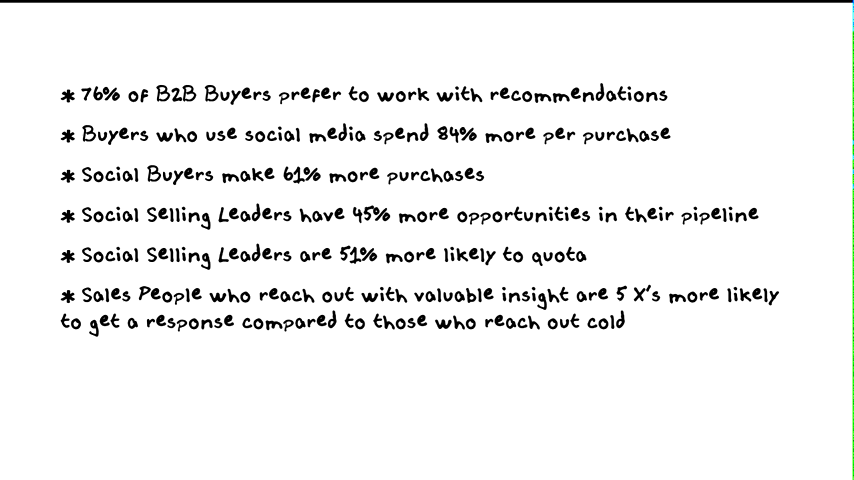 * 76% of B2B Buyers prefer to work with recommendations
* Buyers who use social media spend 84% more per purchase
* Social Buyers make 61% more purchases
* Social Selling Leaders have 45% more opportunities in their pipeline
* Social Selling Leaders are 51% more likely to quota
* Sales People who reach out with valuable insight are 5 X's more likely
to get a response compared to those who reach out cold